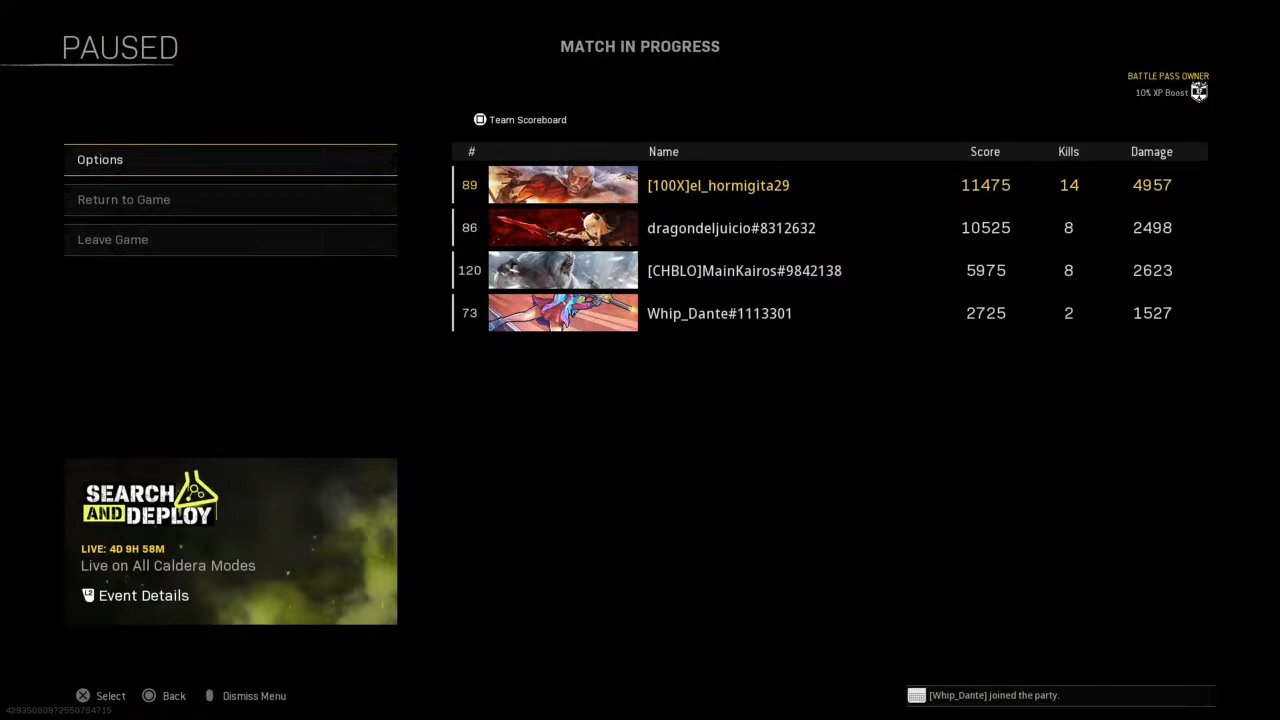 PAUSED
MATCH IN PROGRESS
BATTLE PASS OWNER
10% XP Boost
Team Scoreboard
# Name Score Kills Damage
Options
Return to Game
Leave Game
89 [100X]el_hormigita29 11475 14 4957
86 dragondeljuicio#8312632 10525 8 2498
120 [CHBLO]MainKairos#9842138 5975 8 2623
73 Whip_Dante#1113301 2725 2 1527
SEARCH
AND DEPLOY
LIVE: 4D 9H 58M
Live on All Caldera Modes
L2 Event Details
Select Back Dismiss Menu
[Whip_Dante] joined the party.